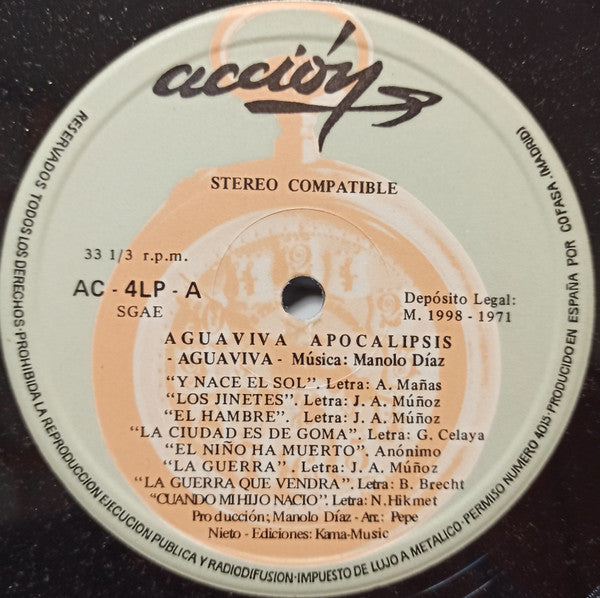 acción
STEREO COMPATIBLE
33 1/3 r.p.m.
AC - 4LP - A
SGAE
Depósito Legal:
M. 1998 - 1971
AGUAVIVA APOCALIPSIS
- AGUAVIVA - Música: Manolo Díaz
"Y NACE EL SOL". Letra: A. Mañas
"LOS JINETES". Letra: J. A. Múñoz
"EL HAMBRE". Letra: J. A. Múñoz
"LA CIUDAD ES DE GOMA". Letra: G. Celaya
"EL NIÑO HA MUERTO". Anónimo
"LA GUERRA". Letra: J. A. Múñoz
"LA GUERRA QUE VENDRA". Letra: B. Brecht
"CUANDO MI HIJO NACIO". Letra: N. Hikmet
Producción; Manolo Díaz - Arr.: Pepe
Nieto - Ediciones: Kama-Music
RESERVADOS TODOS LOS DERECHOS·PROHIBIDA LA REPRODUCCION EJECUCION PUBLICA Y RADIODIFUSION·IMPUESTO DE LUJO A METALICO·PERMISO NUMERO 4015·PRODUCIDO EN ESPAÑA POR COFASA. (MADRID)